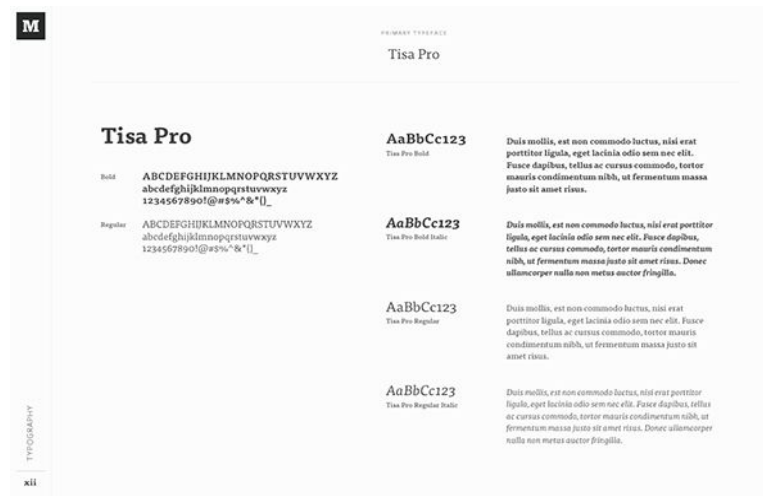 M
PRIMARY TYPEFACE
Tisa Pro
Tisa Pro
Bold
ABCDEFGHIJKLMNOPQRSTUVWXYZ
abcdefghijklmnopqrstuvwxyz
1234567890!@#$%^&*()_
Regular
ABCDEFGHIJKLMNOPQRSTUVWXYZ
abcdefghijklmnopqrstuvwxyz
1234567890!@#$%^&*()_
AaBbCc123
Tisa Pro Bold
Duis mollis, est non commodo luctus, nisi erat
porttitor ligula, eget lacinia odio sem nec elit.
Fusce dapibus, tellus ac cursus commodo, tortor
mauris condimentum nibh, ut fermentum massa
justo sit amet risus.
AaBbCc123
Tisa Pro Bold Italic
Duis mollis, est non commodo luctus, nisi erat porttitor
ligula, eget lacinia odio sem nec elit. Fusce dapibus,
tellus ac cursus commodo, tortor mauris condimentum
nibh, ut fermentum massa justo sit amet risus. Donec
ullamcorper nulla non metus auctor fringilla.
AaBbCc123
Tisa Pro Regular
Duis mollis, est non commodo luctus, nisi erat
porttitor ligula, eget lacinia odio sem nec elit. Fusce
dapibus, tellus ac cursus commodo, tortor mauris
condimentum nibh, ut fermentum massa justo sit
amet risus.
AaBbCc123
Tisa Pro Regular Italic
Duis mollis, est non commodo luctus, nisi erat porttitor
ligula, eget lacinia odio sem nec elit. Fusce dapibus, tellus
ac cursus commodo, tortor mauris condimentum nibh, ut
fermentum massa justo sit amet risus. Donec ullamcorper
nulla non metus auctor fringilla.
TYPOGRAPHY
xii